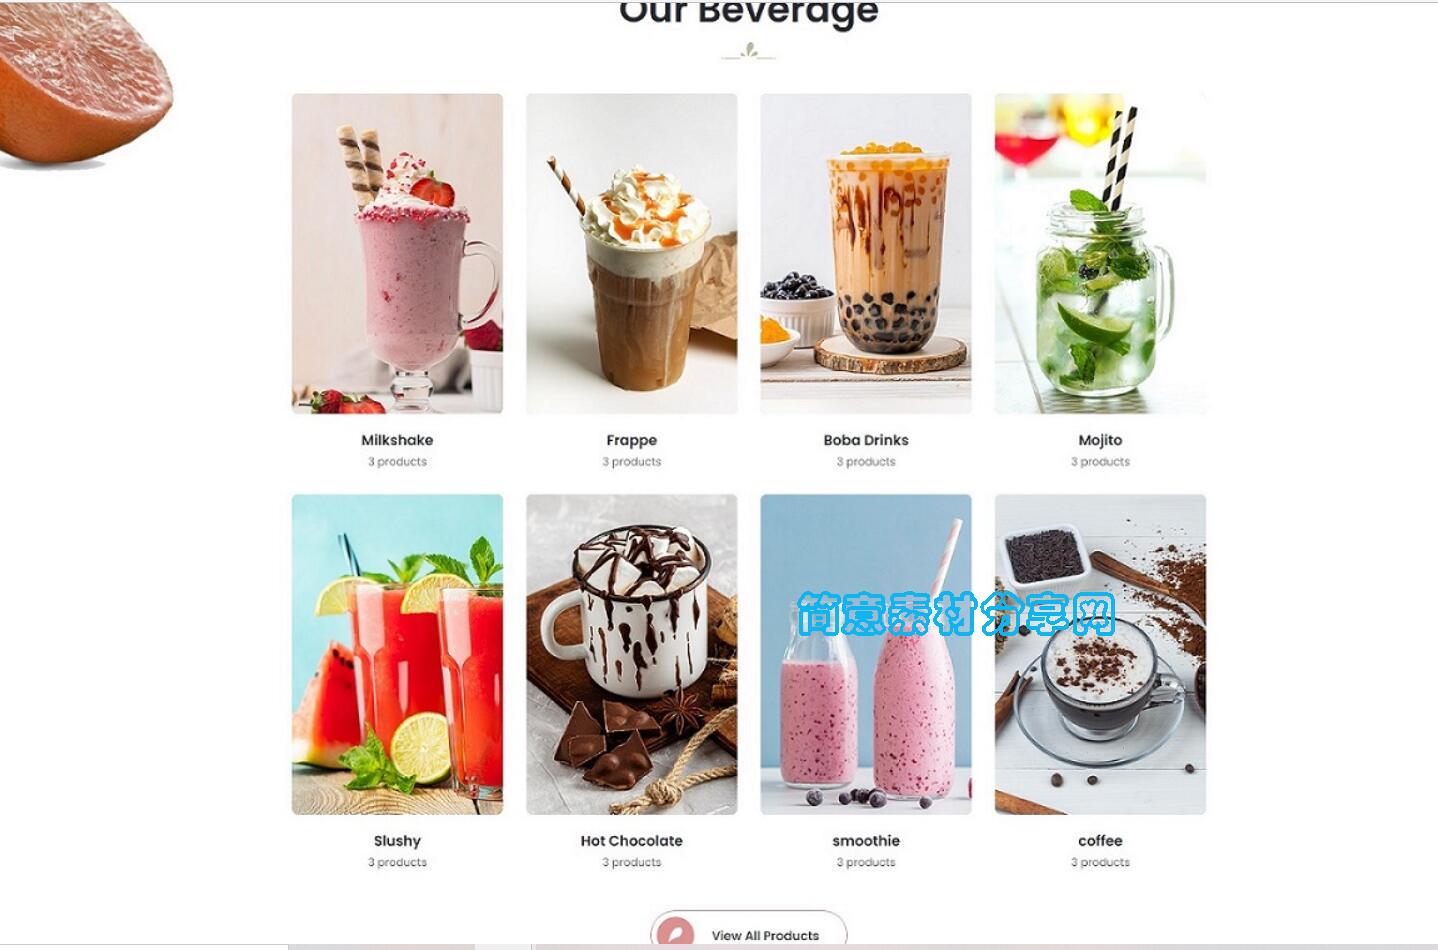 Our Beverage
Milkshake
3 products
Frappe
3 products
Boba Drinks
3 products
Mojito
3 products
简意素材分享网
Slushy
3 products
Hot Chocolate
3 products
smoothie
3 products
coffee
3 products
View All Products